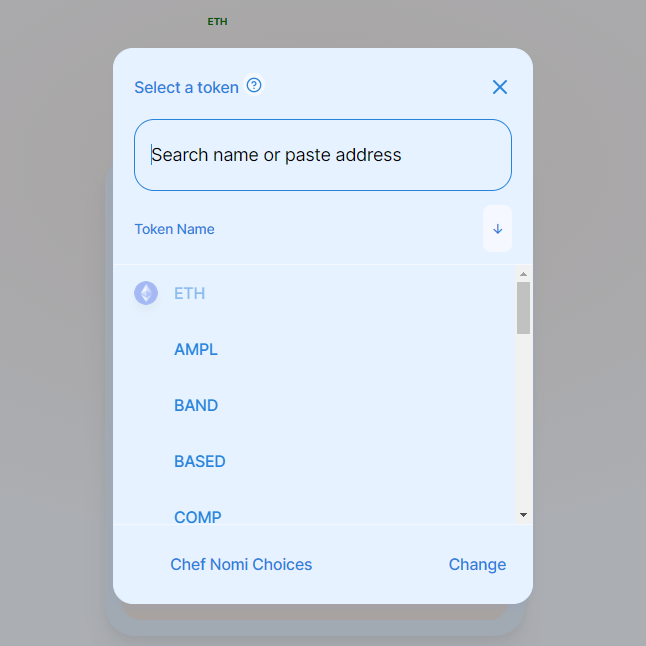 ETH
Select a token ?
Search name or paste address
Token Name
ETH
AMPL
BAND
BASED
COMP
Chef Nomi Choices Change